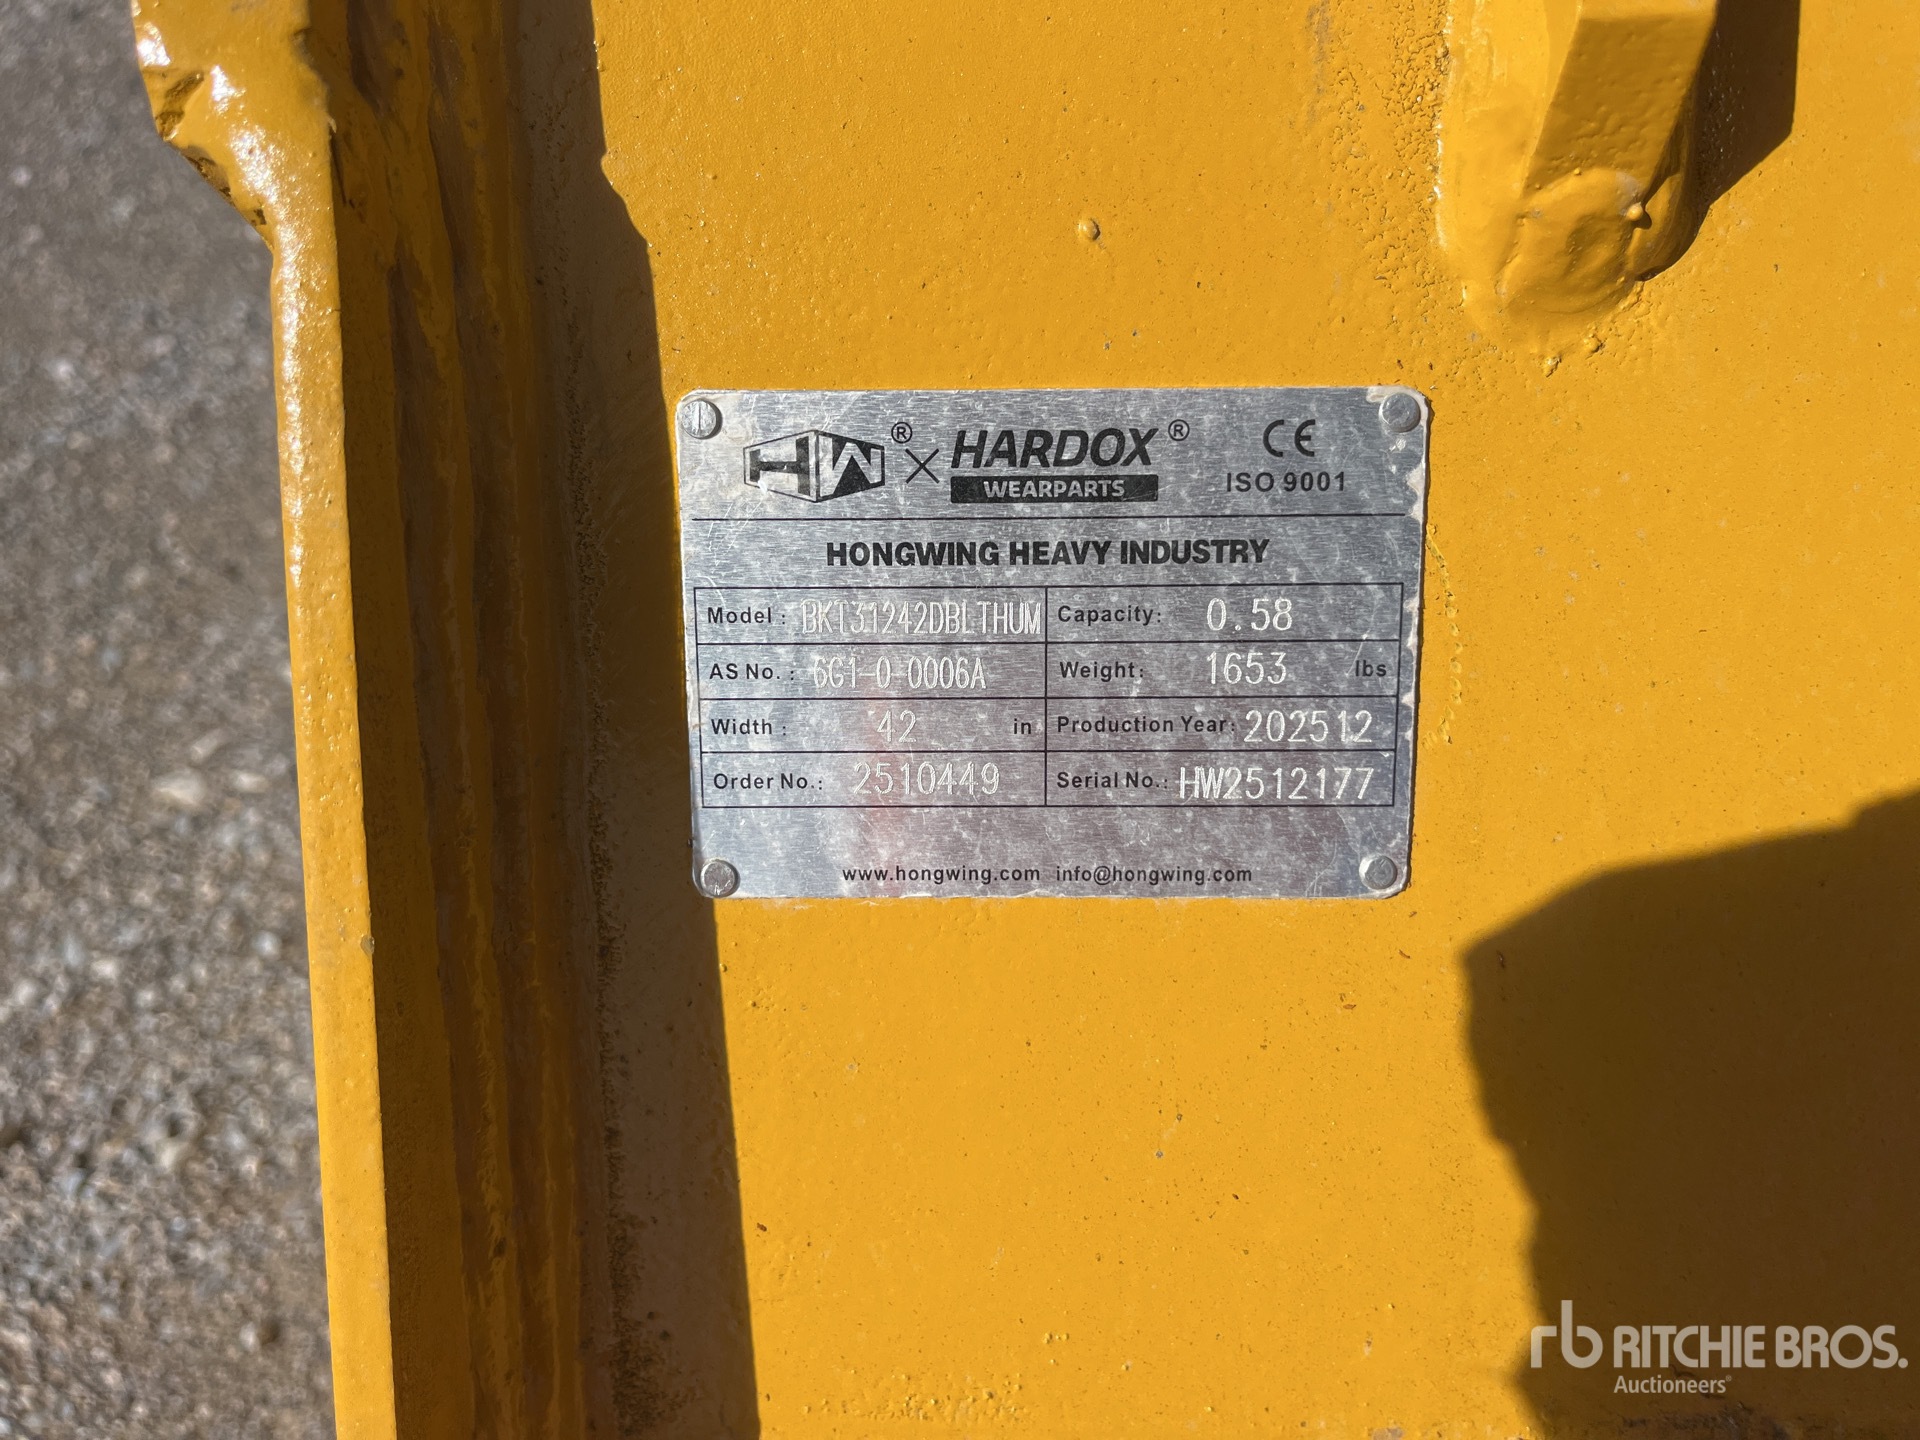 HW® × HARDOX® CE
WEARPARTS ISO 9001
HONGWING HEAVY INDUSTRY
Model: BKT31242DBLTHUM Capacity: 0.58
AS No.: 6G1-0-0006A Weight: 1653 lbs
Width: 42 in Production Year: 202512
Order No.: 2510449 Serial No.: HW2512177
www.hongwing.com info@hongwing.com
rb RITCHIE BROS.
Auctioneers®